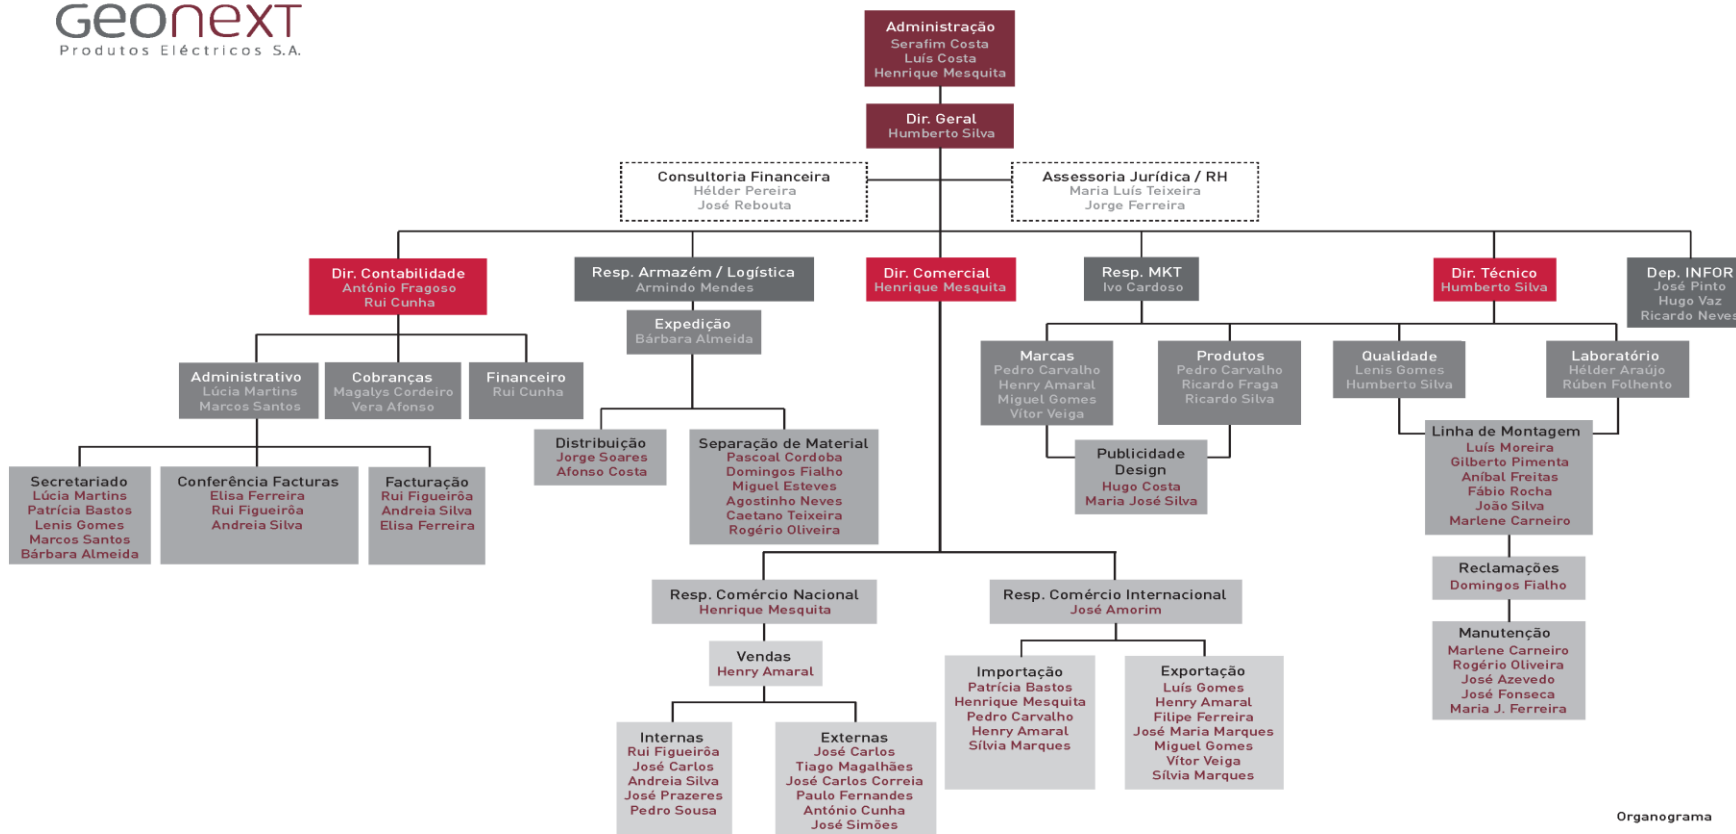 GEONEXT
Produtos Eléctricos S.A.
Administração
Serafim Costa
Luís Costa
Henrique Mesquita
Dir. Geral
Humberto Silva
Consultoria Financeira
Hélder Pereira
José Rebouta
Assessoria Jurídica / RH
Maria Luís Teixeira
Jorge Ferreira
Dir. Contabilidade
António Fragoso
Rui Cunha
Resp. Armazém / Logística
Armindo Mendes
Dir. Comercial
Henrique Mesquita
Resp. MKT
Ivo Cardoso
Dir. Técnico
Humberto Silva
Dep. INFOR
José Pinto
Hugo Vaz
Ricardo Neves
Expedição
Bárbara Almeida
Administrativo
Lúcia Martins
Marcos Santos
Cobranças
Magalys Cordeiro
Vera Afonso
Financeiro
Rui Cunha
Marcas
Pedro Carvalho
Henry Amaral
Miguel Gomes
Vítor Veiga
Produtos
Pedro Carvalho
Ricardo Fraga
Ricardo Silva
Qualidade
Lenis Gomes
Humberto Silva
Laboratório
Hélder Araújo
Rúben Folhento
Distribuição
Jorge Soares
Afonso Costa
Separação de Material
Pascoal Cordoba
Domingos Fialho
Miguel Esteves
Agostinho Neves
Caetano Teixeira
Rogério Oliveira
Publicidade
Design
Hugo Costa
Maria José Silva
Linha de Montagem
Luís Moreira
Gilberto Pimenta
Aníbal Freitas
Fábio Rocha
João Silva
Marlene Carneiro
Secretariado
Lúcia Martins
Patrícia Bastos
Lenis Gomes
Marcos Santos
Bárbara Almeida
Conferência Facturas
Elisa Ferreira
Rui Figueirôa
Andreia Silva
Facturação
Rui Figueirôa
Andreia Silva
Elisa Ferreira
Reclamações
Domingos Fialho
Resp. Comércio Nacional
Henrique Mesquita
Resp. Comércio Internacional
José Amorim
Manutenção
Marlene Carneiro
Rogério Oliveira
José Azevedo
José Fonseca
Maria J. Ferreira
Vendas
Henry Amaral
Importação
Patrícia Bastos
Henrique Mesquita
Pedro Carvalho
Henry Amaral
Sílvia Marques
Exportação
Luís Gomes
Henry Amaral
Filipe Ferreira
José Maria Marques
Miguel Gomes
Vítor Veiga
Sílvia Marques
Internas
Rui Figueirôa
José Carlos
Andreia Silva
José Prazeres
Pedro Sousa
Externas
José Carlos
Tiago Magalhães
José Carlos Correia
Paulo Fernandes
António Cunha
José Simões
Organograma